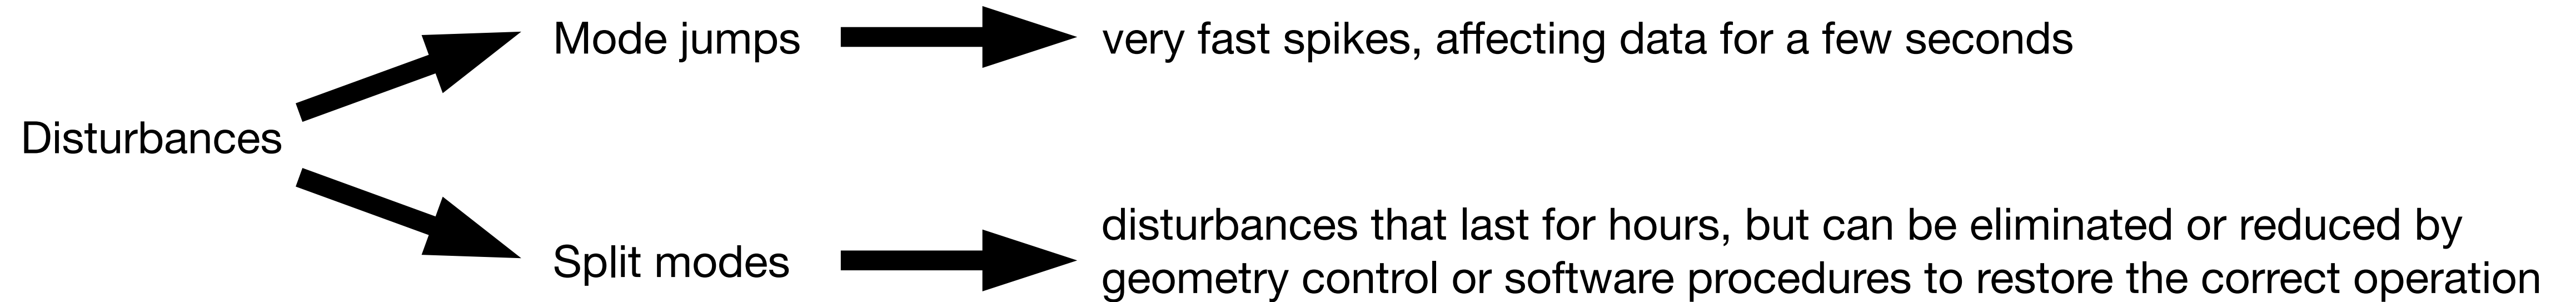 Mode jumps
very fast spikes, affecting data for a few seconds
Disturbances
Split modes
disturbances that last for hours, but can be eliminated or reduced by
geometry control or software procedures to restore the correct operation